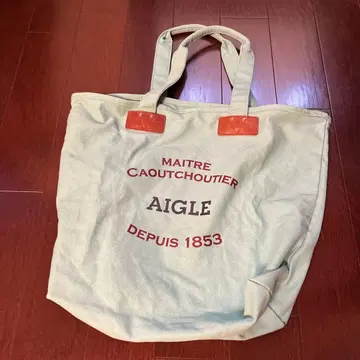 MAITRE
CAOUTCHOUTIER
AIGLE
DEPUIS 1853